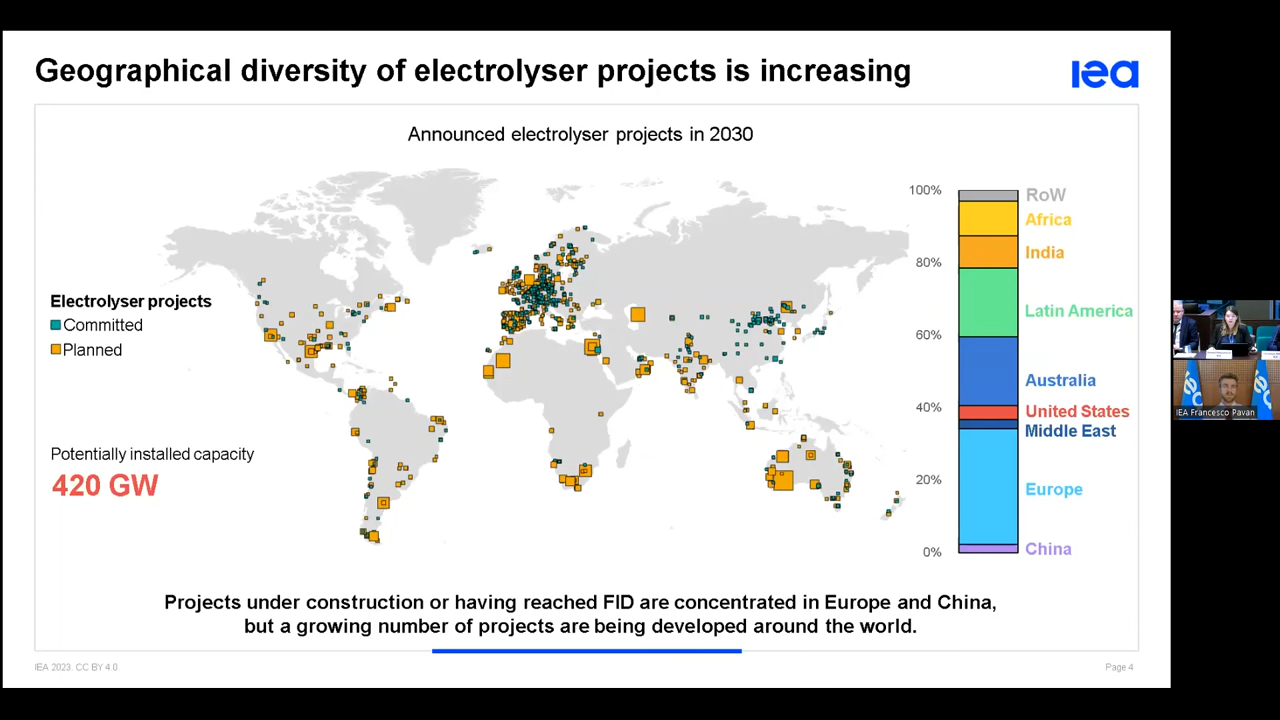 Geographical diversity of electrolyser projects is increasing
iea
Announced electrolyser projects in 2030
Electrolyser projects
Committed
Planned
Potentially installed capacity
420 GW
100%
80%
60%
40%
20%
0%
RoW
Africa
India
Latin America
Australia
United States
Middle East
Europe
China
Projects under construction or having reached FID are concentrated in Europe and China,
but a growing number of projects are being developed around the world.
IEA 2023. CC BY 4.0.
Page 4
IEA Francesco Pavan